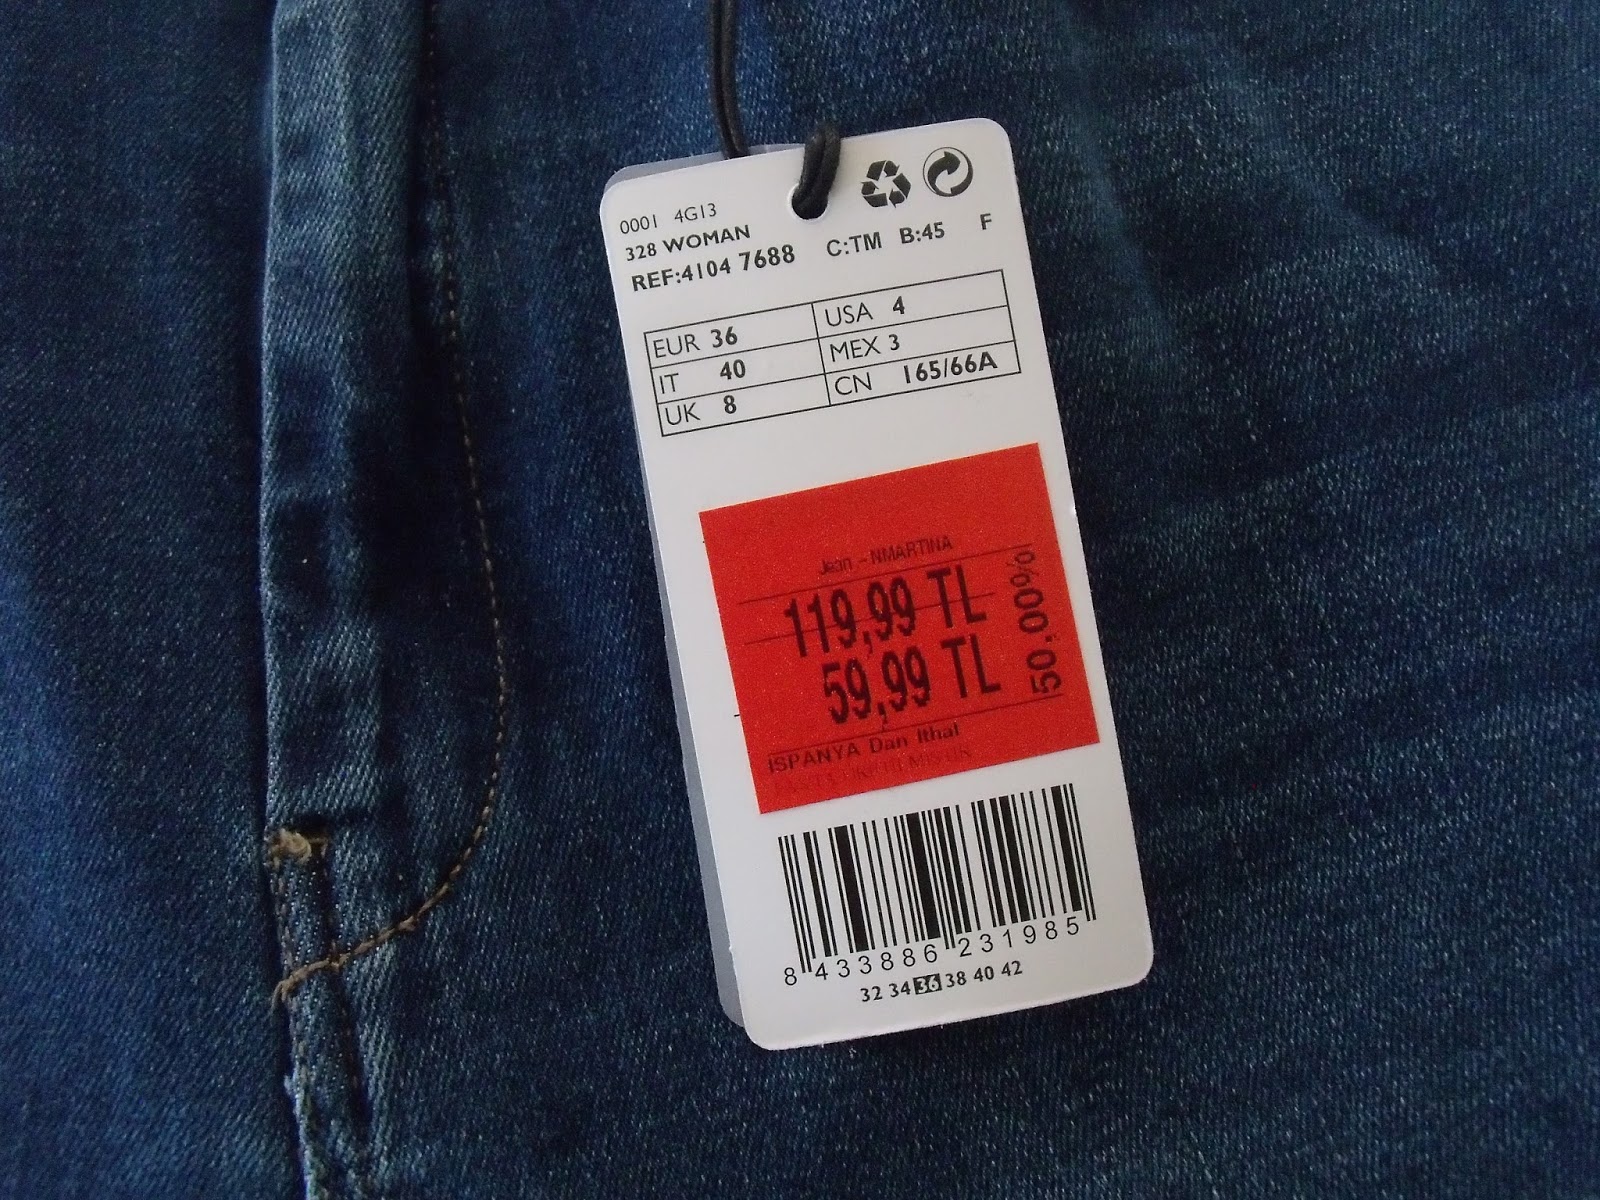 0001 4G13
328 WOMAN
REF:4104 7688 C:TM B:45 F
EUR 36 USA 4
IT 40 MEX 3
UK 8 CN 165/66A
Jean - NMARTINA
119,99 TL
59,99 TL
50.00%
ISPANYA Dan Ithal
8 433886 231985
32 34 36 38 40 42